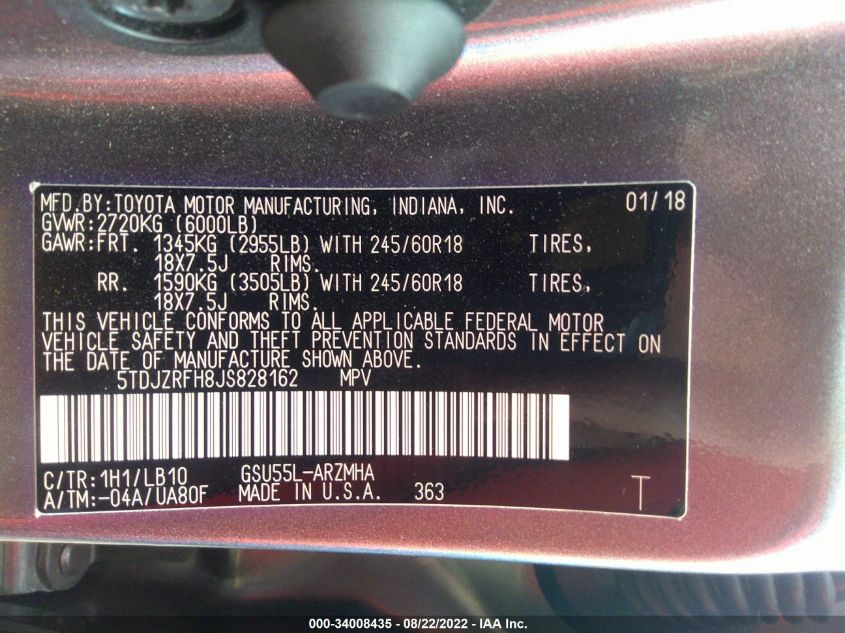 MFD.BY:TOYOTA MOTOR MANUFACTURING, INDIANA, INC. 01/18
GVWR:2720KG (6000LB)
GAWR:FRT. 1345KG (2955LB) WITH 245/60R18 TIRES,
18X7.5J RIMS.
RR. 1590KG (3505LB) WITH 245/60R18 TIRES,
18X7.5J RIMS.
THIS VEHICLE CONFORMS TO ALL APPLICABLE FEDERAL MOTOR
VEHICLE SAFETY AND THEFT PREVENTION STANDARDS IN EFFECT ON
THE DATE OF MANUFACTURE SHOWN ABOVE.
5TDJZRFH8JS828162 MPV
C/TR:1H1/LB10 GSU55L-ARZMHA
A/TM:-04A/UA80F MADE IN U.S.A. 363 T
000-34008435 - 08/22/2022 - IAA Inc.